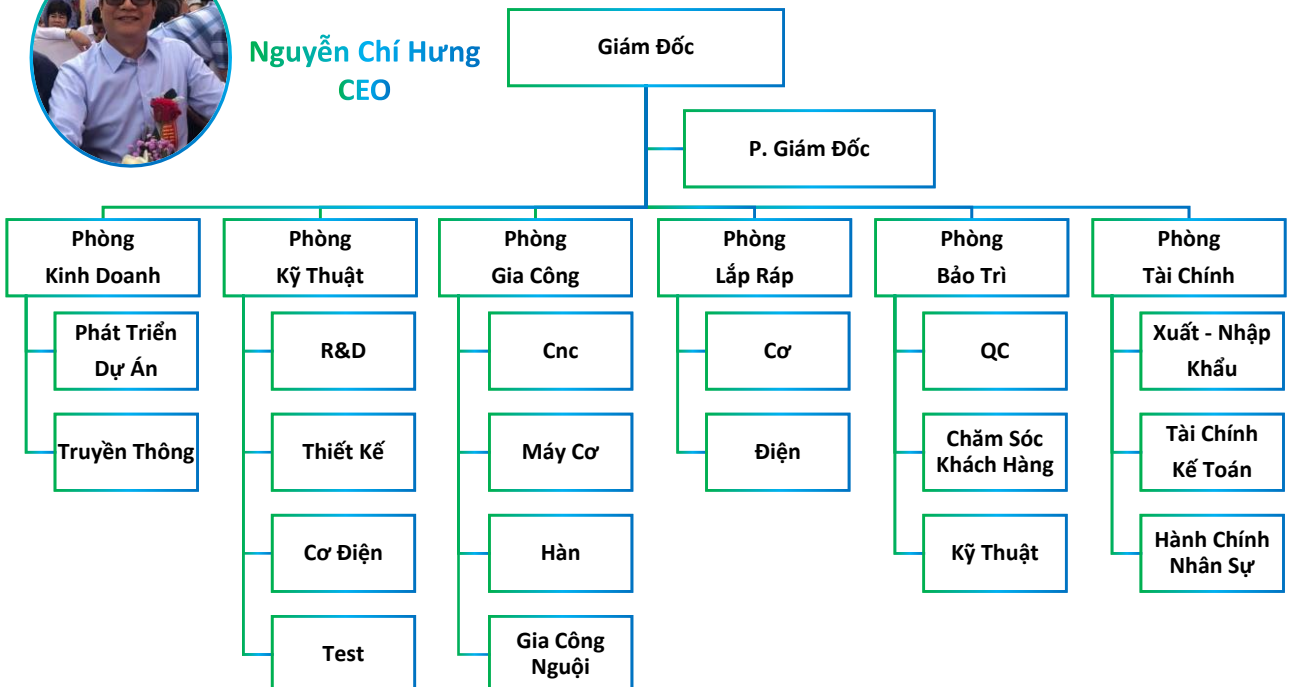 Nguyễn Chí Hưng
CEO
Giám Đốc
P. Giám Đốc
Phòng
Kinh Doanh
Phát Triển
Dự Án
Truyền Thông
Phòng
Kỹ Thuật
R&D
Thiết Kế
Cơ Điện
Test
Phòng
Gia Công
Cnc
Máy Cơ
Hàn
Gia Công
Nguội
Phòng
Lắp Ráp
Cơ
Điện
Phòng
Bảo Trì
QC
Chăm Sóc
Khách Hàng
Kỹ Thuật
Phòng
Tài Chính
Xuất - Nhập
Khẩu
Tài Chính
Kế Toán
Hành Chính
Nhân Sự